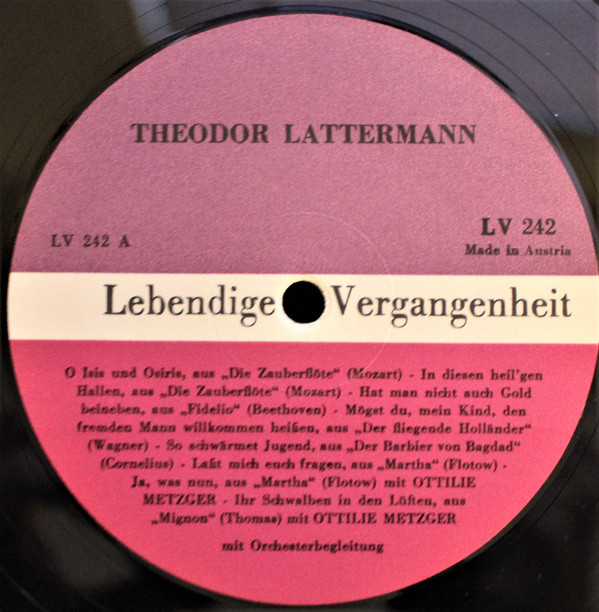 THEODOR LATTERMANN
LV 242 A
LV 242
Made in Austria
Lebendige Vergangenheit
O Isis und Osiris, aus „Die Zauberflöte“ (Mozart) - In diesen heil'gen
Hallen, aus „Die Zauberflöte“ (Mozart) - Hat man nicht auch Gold
beineben, aus „Fidelio“ (Beethoven) - Mögst du, mein Kind, den
fremden Mann willkommen heißen, aus „Der fliegende Holländer“
(Wagner) - So schwärmet Jugend, aus „Der Barbier von Bagdad“
(Cornelius) - Laßt mich euch fragen, aus „Martha“ (Flotow) -
Ja, was nun, aus „Martha“ (Flotow) mit OTTILIE
METZGER - Ihr Schwalben in den Lüften, aus
„Mignon“ (Thomas) mit OTTILIE METZGER
mit Orchesterbegleitung